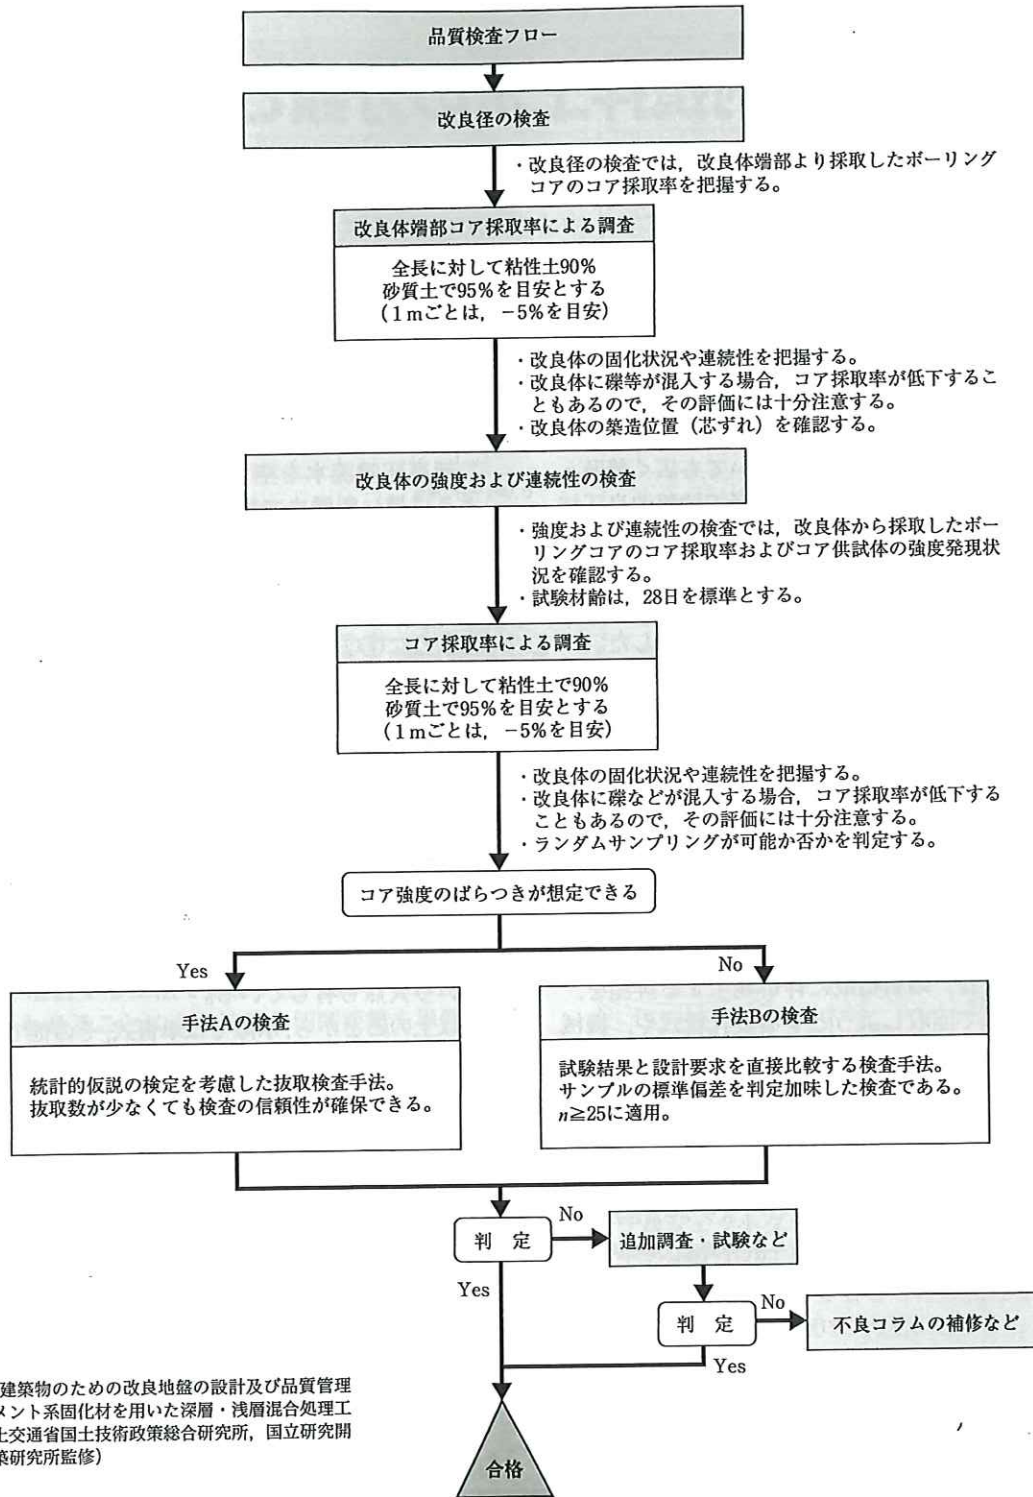 品質検査フロー
改良径の検査
・改良径の検査では，改良体端部より採取したボーリング
コアのコア採取率を把握する。
改良体端部コア採取率による調査
全長に対して粘性土90%
砂質土で95%を目安とする
(1mごとは，−5%を目安)
・改良体の固化状況や連続性を把握する。
・改良体に礫等が混入する場合，コア採取率が低下するこ
ともあるので，その評価には十分注意する。
・改良体の築造位置（芯ずれ）を確認する。
改良体の強度および連続性の検査
・強度および連続性の検査では，改良体から採取したボー
リングコアのコア採取率およびコア供試体の強度発現状
況を確認する。
・試験材齢は，28日を標準とする。
コア採取率による調査
全長に対して粘性土で90%
砂質土で95%を目安とする
(1mごとは，−5%を目安)
・改良体の固化状況や連続性を把握する。
・改良体に礫などが混入する場合，コア採取率が低下する
こともあるので，その評価には十分注意する。
・ランダムサンプリングが可能か否かを判定する。
コア強度のばらつきが想定できる
Yes
No
手法Aの検査
統計的仮説の検定を考慮した抜取検査手法。
抜取数が少なくても検査の信頼性が確保できる。
手法Bの検査
試験結果と設計要求を直接比較する検査手法。
サンプルの標準偏差を判定加味した検査である。
n≧25に適用。
判　定
No
追加調査・試験など
Yes
判　定
No
不良コラムの補修など
Yes
建築物のための改良地盤の設計及び品質管理
メント系固化材を用いた深層・浅層混合処理工
土交通省国土技術政策総合研究所，国立研究開
築研究所監修）
合格